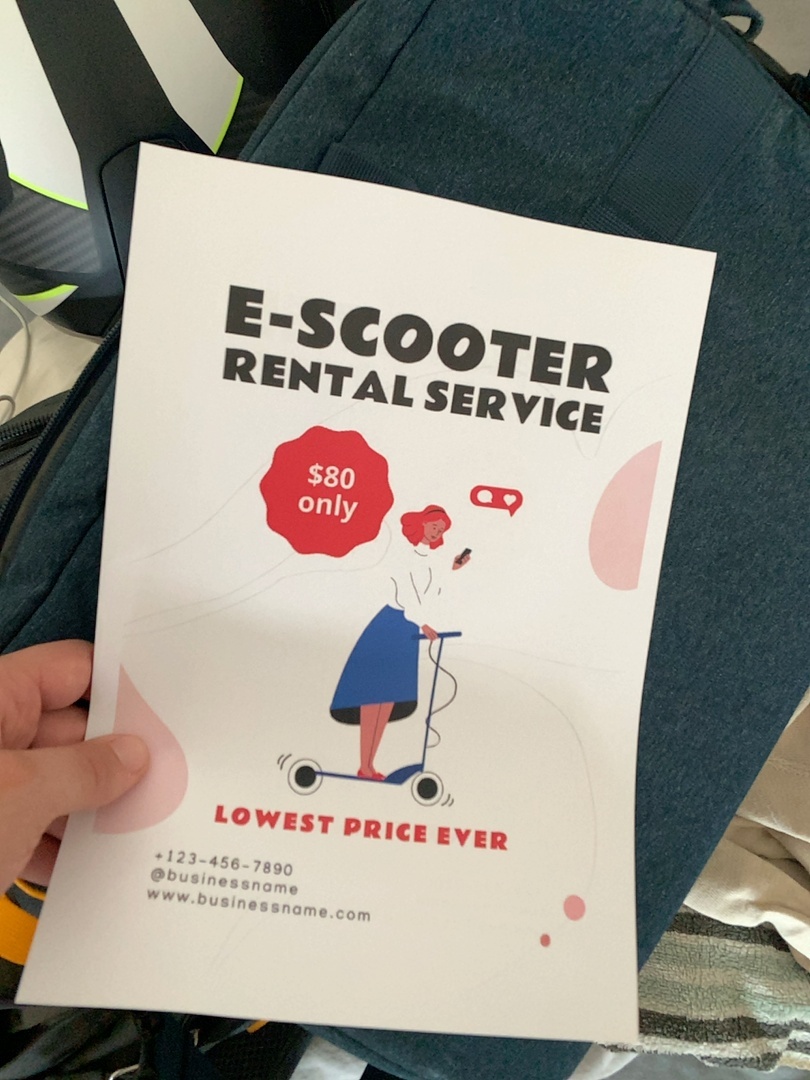 E-SCOOTER
RENTAL SERVICE
$80
only
LOWEST PRICE EVER
+123-456-7890
@businessname
www.businessname.com